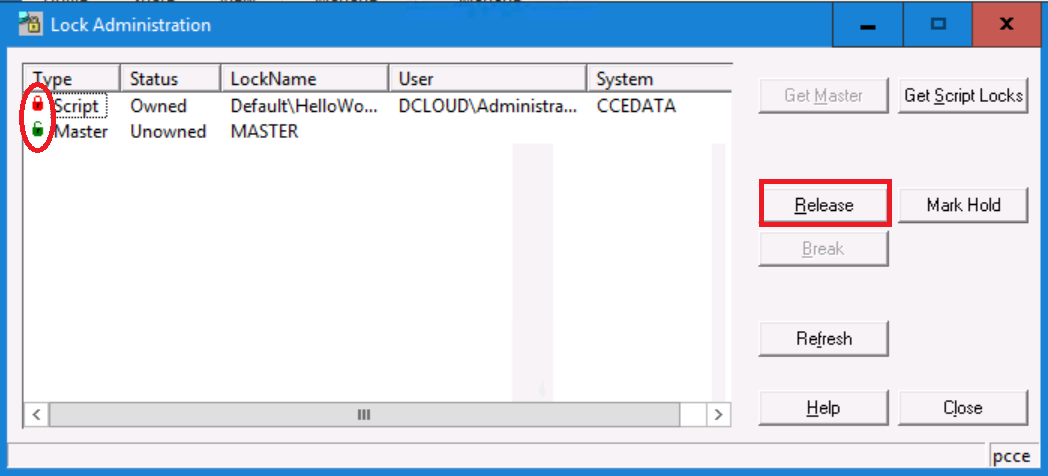 Lock Administration
Type Status LockName User System
Script Owned Default\HelloWo... DCLOUD\Administra... CCEDATA
Master Unowned MASTER
Get Master Get Script Locks
Release Mark Hold
Break
Refresh
Help Close
pcce